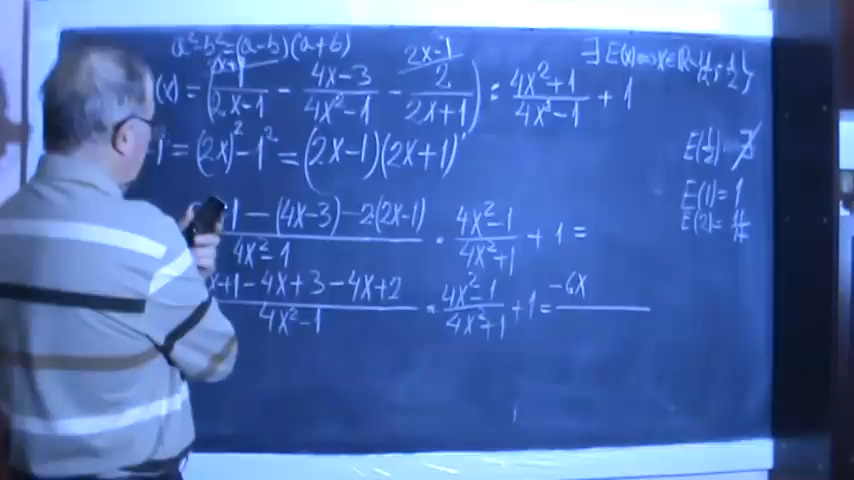 a²-b²=(a-b)(a+b)
∃ E(x) ⟺ x∈ℝ∖{-1/2; 1/2}
(x) = (1/(2x-1) - (4x-3)/(4x²-1) - 2/(2x+1)) : (4x²+1)/(4x²-1) + 1
2x-1
1 = (2x)²-1² = (2x-1)(2x+1)
E(1/2) =
E(1) = 1
E(2) =
1 - (4x-3) - 2(2x-1) / 4x²-1 · (4x²-1)/(4x²+1) + 1 =
x+1-4x+3-4x+2 / 4x²-1 · (4x²-1)/(4x²+1) + 1 = -6x